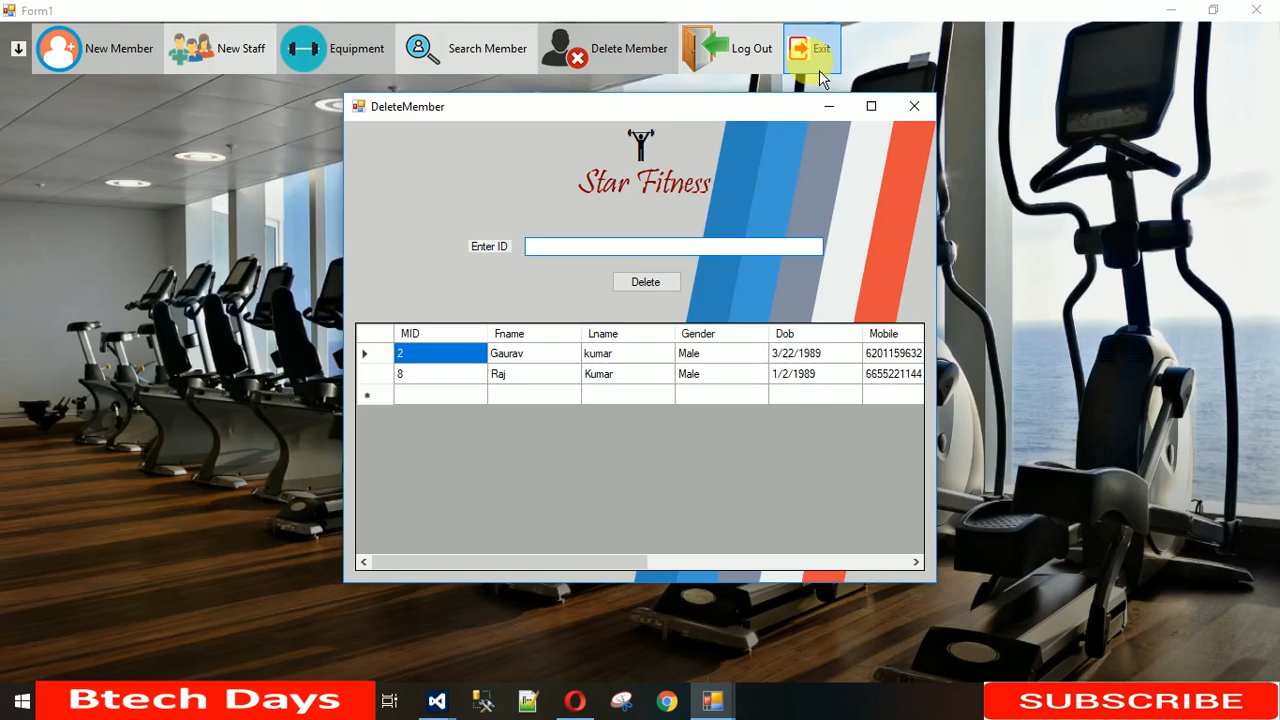 Form1
New Member
New Staff
Equipment
Search Member
Delete Member
Log Out
Exit
DeleteMember
Star Fitness
Enter ID
Delete
MID Fname Lname Gender Dob Mobile
2 Gaurav kumar Male 3/22/1989 6201159632
8 Raj Kumar Male 1/2/1989 6655221144
Btech Days
SUBSCRIBE